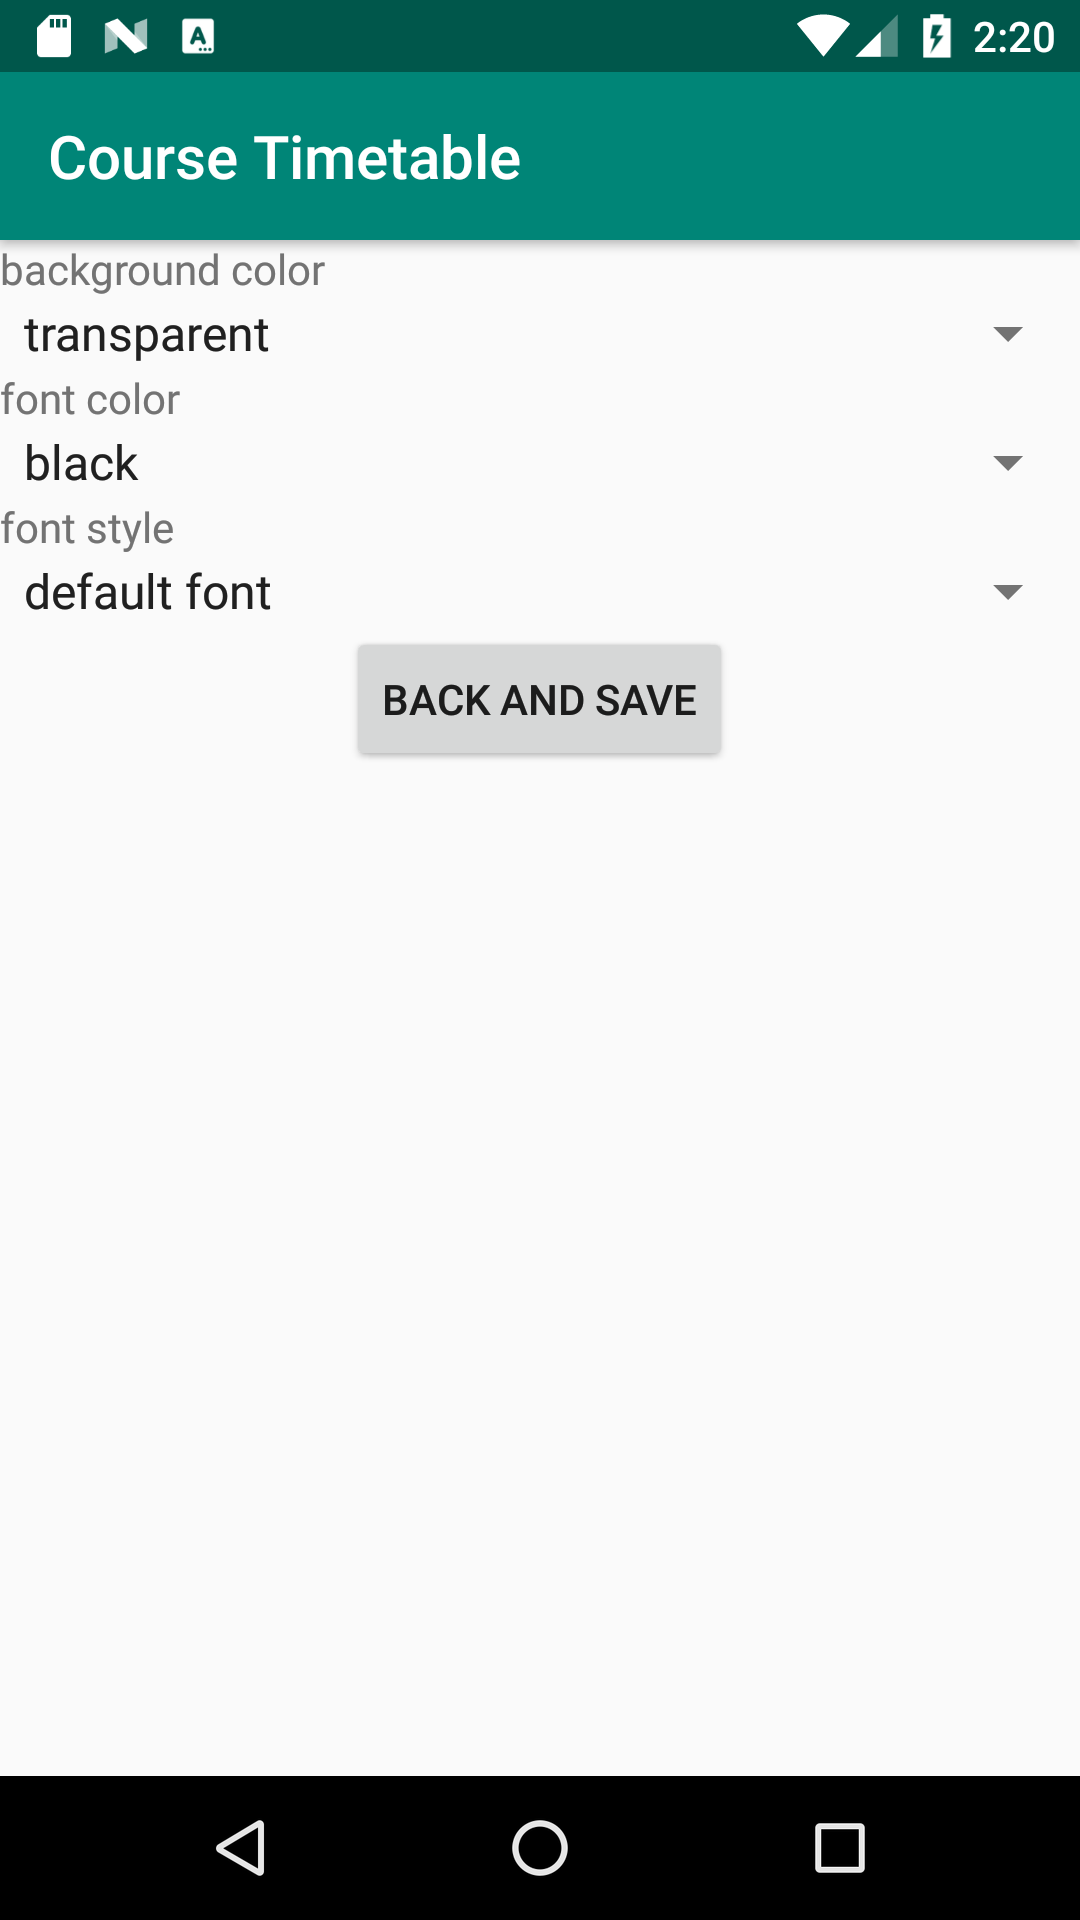 2:20
Course Timetable
background color
transparent
font color
black
font style
default font
BACK AND SAVE